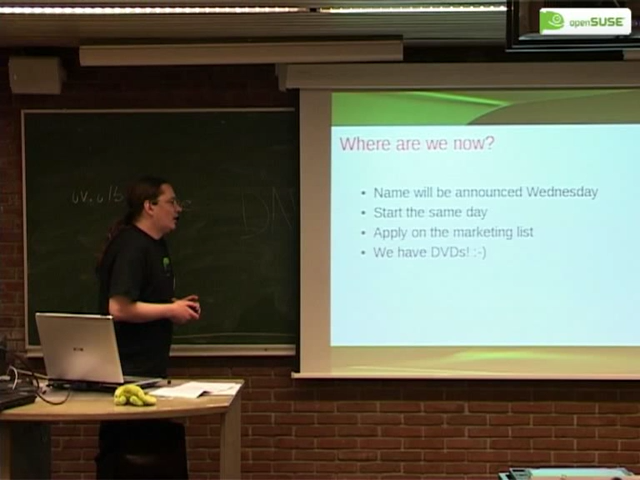 openSUSE
Where are we now?
• Name will be announced Wednesday
• Start the same day
• Apply on the marketing list
• We have DVDs! :-)